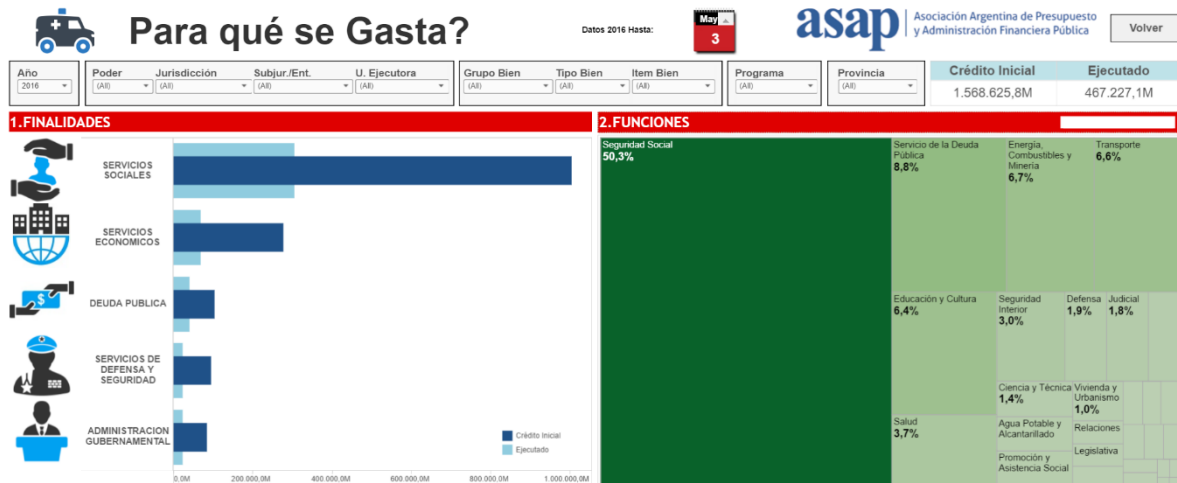 Para qué se Gasta?
Datos 2016 Hasta:
May
3
asap
Asociación Argentina de Presupuesto
y Administración Financiera Pública
Volver
Año
2016
Poder
(All)
Jurisdicción
(All)
Subjur./Ent.
(All)
U. Ejecutora
(All)
Grupo Bien
(All)
Tipo Bien
(All)
Item Bien
(All)
Programa
(All)
Provincia
(All)
Crédito Inicial
Ejecutado
1.568.625,8M
467.227,1M
1.FINALIDADES
SERVICIOS
SOCIALES
SERVICIOS
ECONOMICOS
DEUDA PUBLICA
SERVICIOS DE
DEFENSA Y
SEGURIDAD
ADMINISTRACION
GUBERNAMENTAL
Crédito Inicial
Ejecutado
0,0M
200.000,0M
400.000,0M
600.000,0M
800.000,0M
1.000.000,0M
2.FUNCIONES
Seguridad Social
50,3%
Servicio de la Deuda
Pública
8,8%
Energía,
Combustibles y
Minería
6,7%
Transporte
6,6%
Educación y Cultura
6,4%
Seguridad
Interior
3,0%
Defensa
1,9%
Judicial
1,8%
Salud
3,7%
Ciencia y Técnica
1,4%
Vivienda y
Urbanismo
1,0%
Agua Potable y
Alcantarillado
Relaciones
Promoción y
Asistencia Social
Legislativa